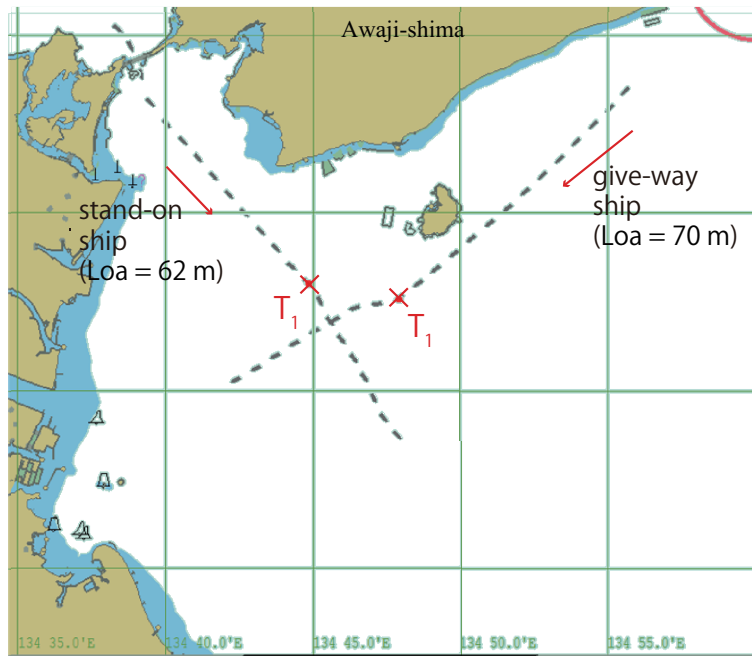 Awaji-shima
stand-on
ship
(Loa = 62 m)
give-way
ship
(Loa = 70 m)
T1
T1
134 35.0'E
134 40.0'E
134 45.0'E
134 50.0'E
134 55.0'E